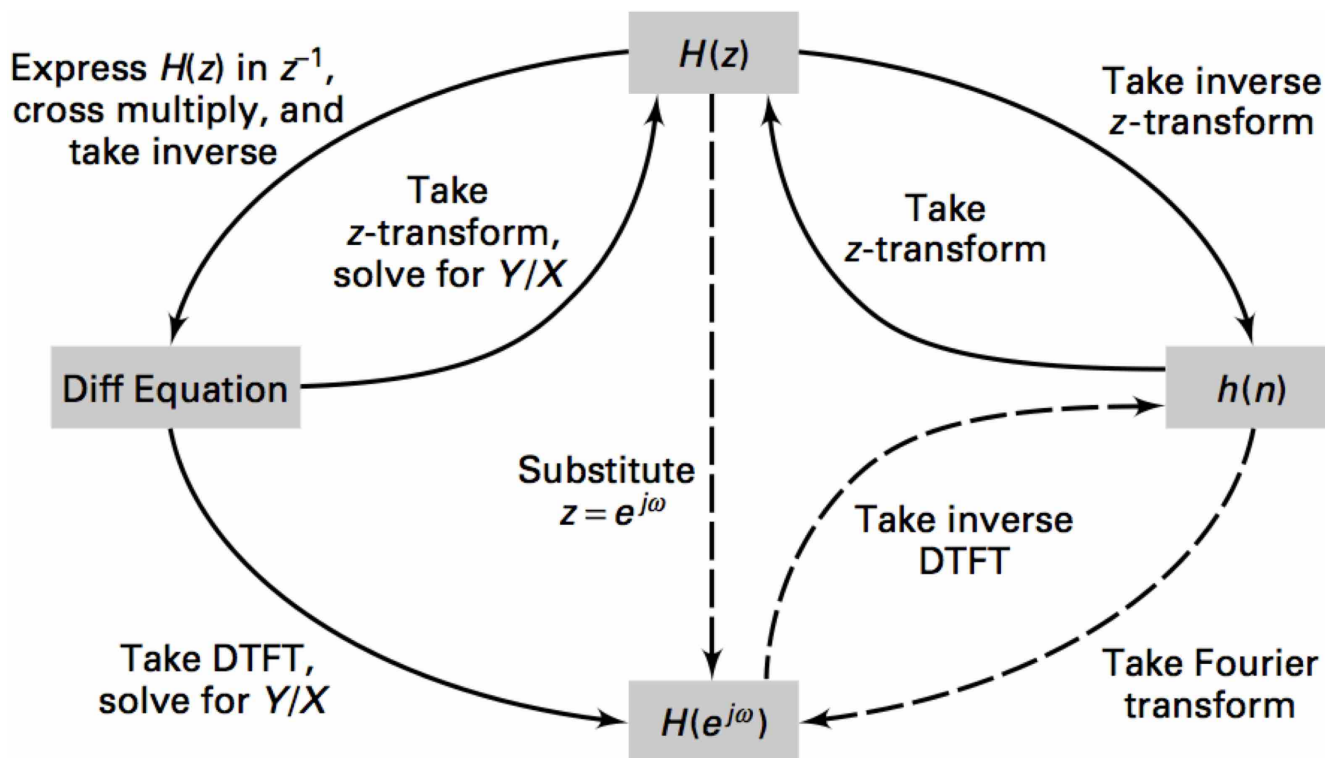 H(z)
Express H(z) in z⁻¹,
cross multiply, and
take inverse
Take inverse
z-transform
Take
z-transform,
solve for Y/X
Take
z-transform
Diff Equation
h(n)
Substitute
z = e^{jω}
Take inverse
DTFT
Take DTFT,
solve for Y/X
Take Fourier
transform
H(e^{jω})